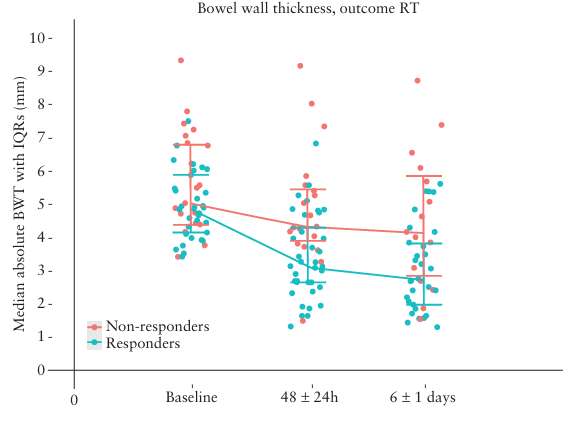 Bowel wall thickness, outcome RT
Median absolute BWT with IQRs (mm)
10
9
8
7
6
5
4
3
2
1
0
Non-responders
Responders
0
Baseline
48 ± 24h
6 ± 1 days